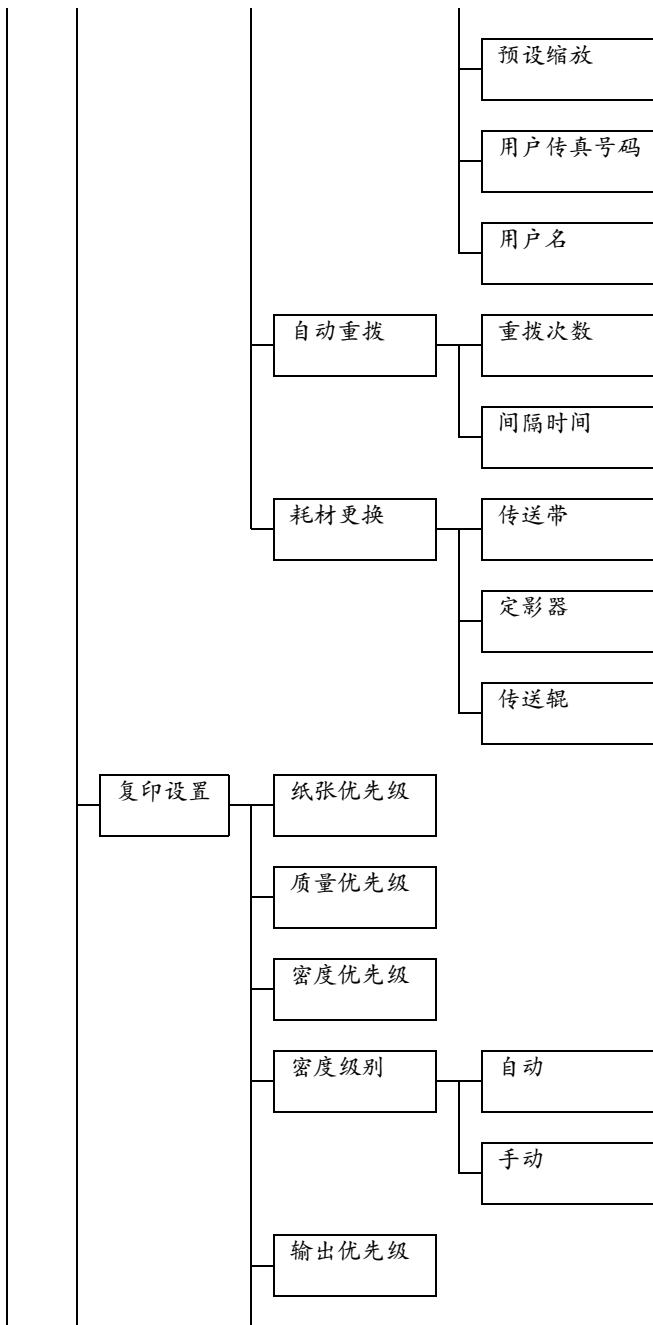 预设缩放
用户传真号码
用户名
自动重拨
重拨次数
间隔时间
耗材更换
传送带
定影器
传送辊
复印设置
纸张优先级
质量优先级
密度优先级
密度级别
自动
手动
输出优先级